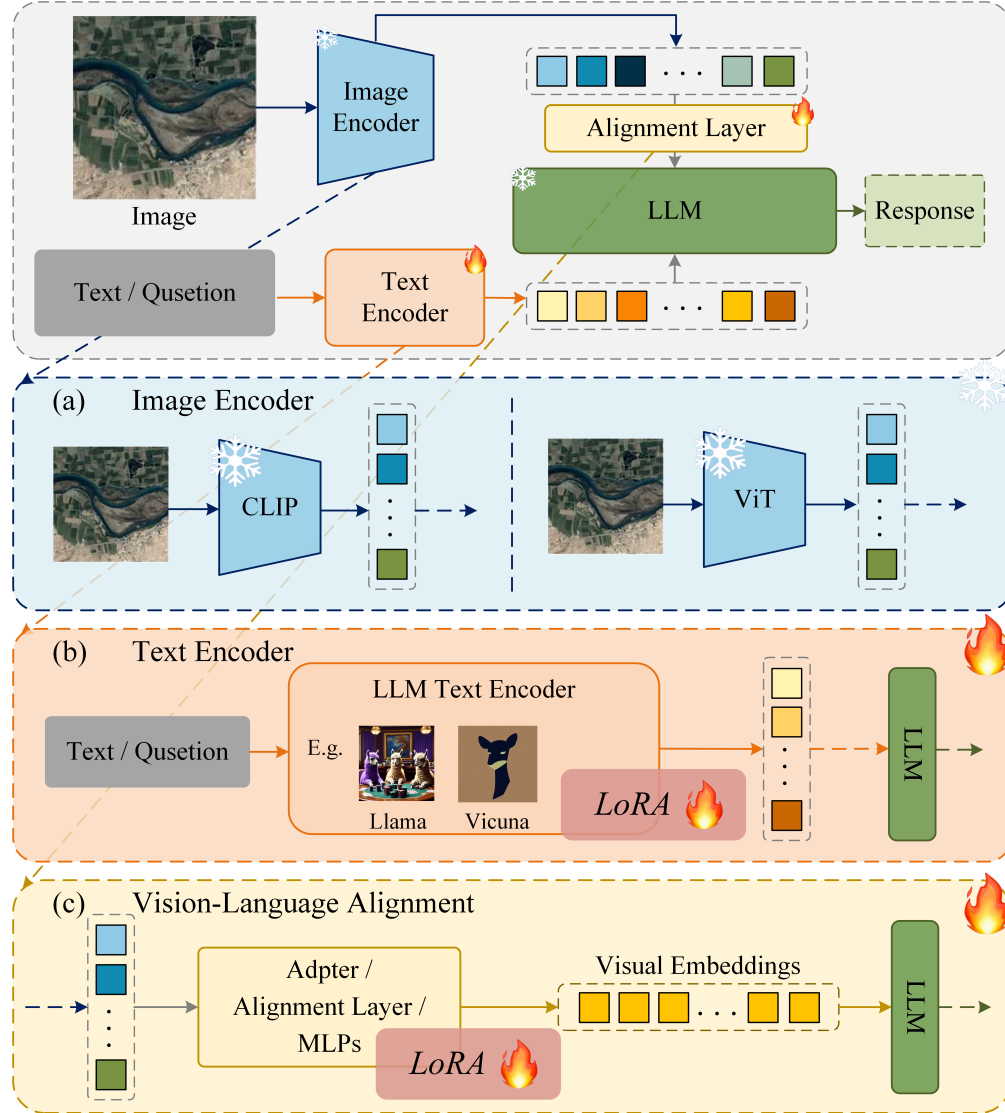 Image
Encoder
Alignment Layer
Image
LLM
Response
Text / Qusetion
Text
Encoder
(a) Image Encoder
CLIP
ViT
(b) Text Encoder
LLM Text Encoder
Text / Qusetion
E.g.
Llama
Vicuna
LoRA
LLM
(c) Vision-Language Alignment
Adpter /
Alignment Layer /
MLPs
LoRA
Visual Embeddings
LLM